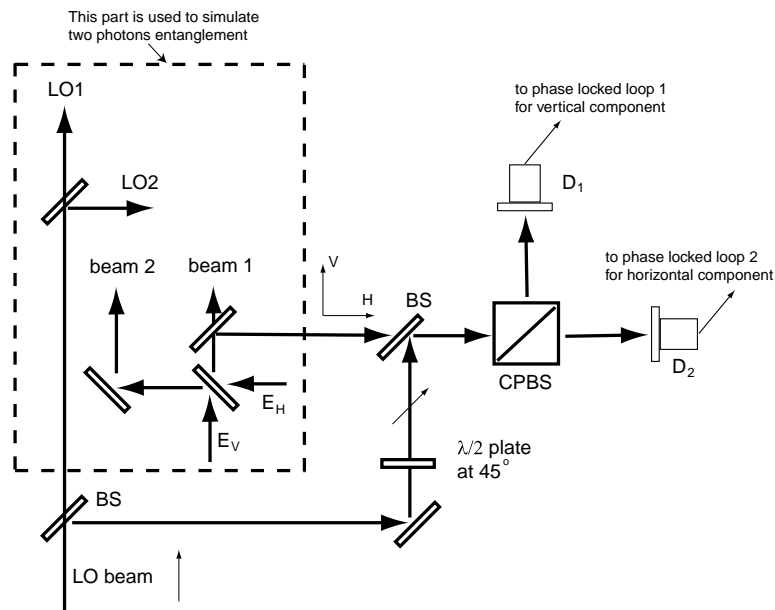 This part is used to simulate
two photons entanglement
LO1
to phase locked loop 1
for vertical component
LO2
D1
beam 2
beam 1
V
H
BS
to phase locked loop 2
for horizontal component
CPBS
D2
EH
EV
λ/2 plate
at 45°
BS
LO beam